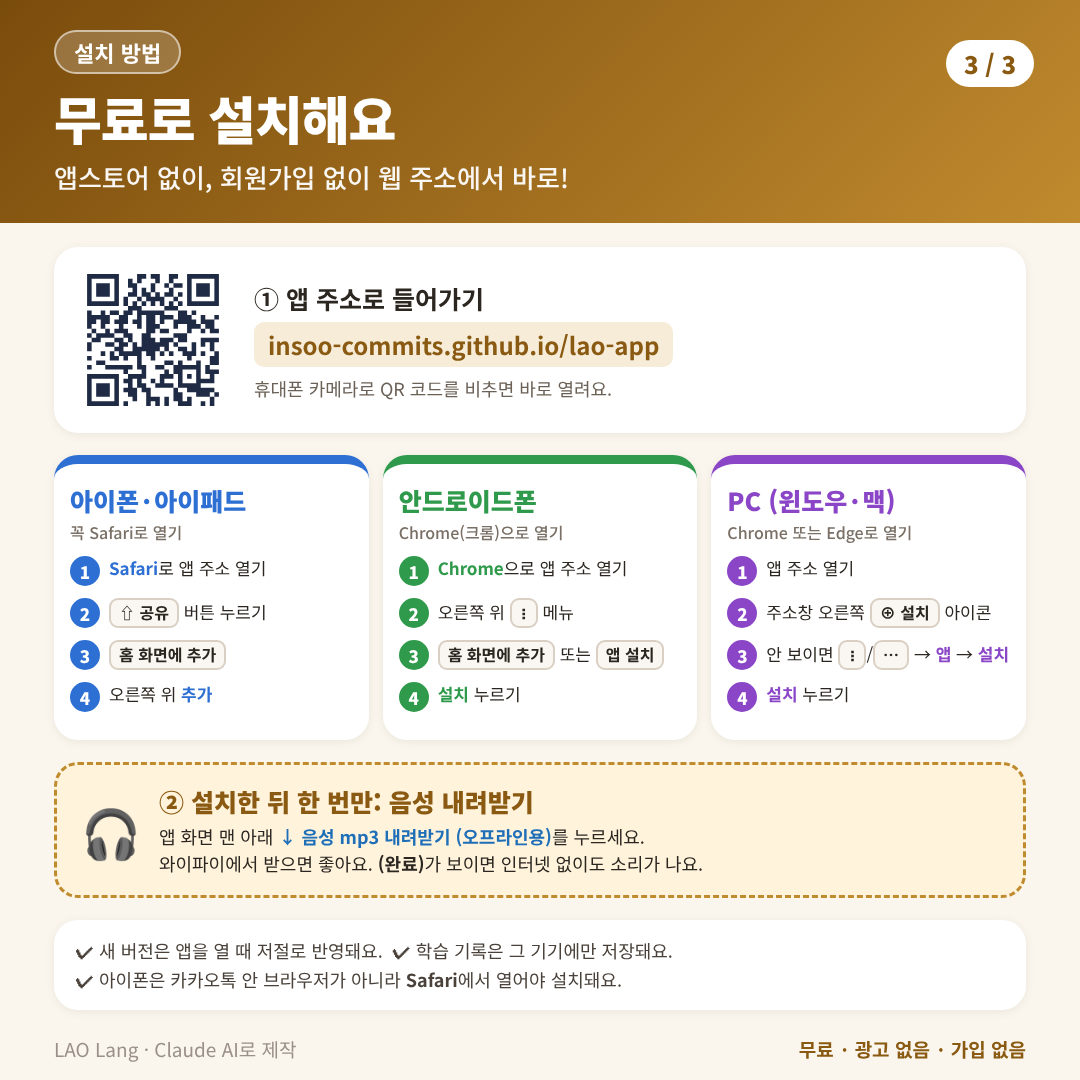 설치 방법
3 / 3
무료로 설치해요
앱스토어 없이, 회원가입 없이 웹 주소에서 바로!
① 앱 주소로 들어가기
insoo-commits.github.io/lao-app
휴대폰 카메라로 QR 코드를 비추면 바로 열려요.
아이폰·아이패드
꼭 Safari로 열기
1 Safari로 앱 주소 열기
2 ⇧ 공유 버튼 누르기
3 홈 화면에 추가
4 오른쪽 위 추가
안드로이드폰
Chrome(크롬)으로 열기
1 Chrome으로 앱 주소 열기
2 오른쪽 위 ⋮ 메뉴
3 홈 화면에 추가 또는 앱 설치
4 설치 누르기
PC (윈도우·맥)
Chrome 또는 Edge로 열기
1 앱 주소 열기
2 주소창 오른쪽 ⊕ 설치 아이콘
3 안 보이면 ⋮/⋯ → 앱 → 설치
4 설치 누르기
② 설치한 뒤 한 번만: 음성 내려받기
앱 화면 맨 아래 ↓ 음성 mp3 내려받기 (오프라인용)를 누르세요.
와이파이에서 받으면 좋아요. (완료)가 보이면 인터넷 없이도 소리가 나요.
✔ 새 버전은 앱을 열 때 저절로 반영돼요. ✔ 학습 기록은 그 기기에만 저장돼요.
✔ 아이폰은 카카오톡 안 브라우저가 아니라 Safari에서 열어야 설치돼요.
LAO Lang · Claude AI로 제작
무료 · 광고 없음 · 가입 없음